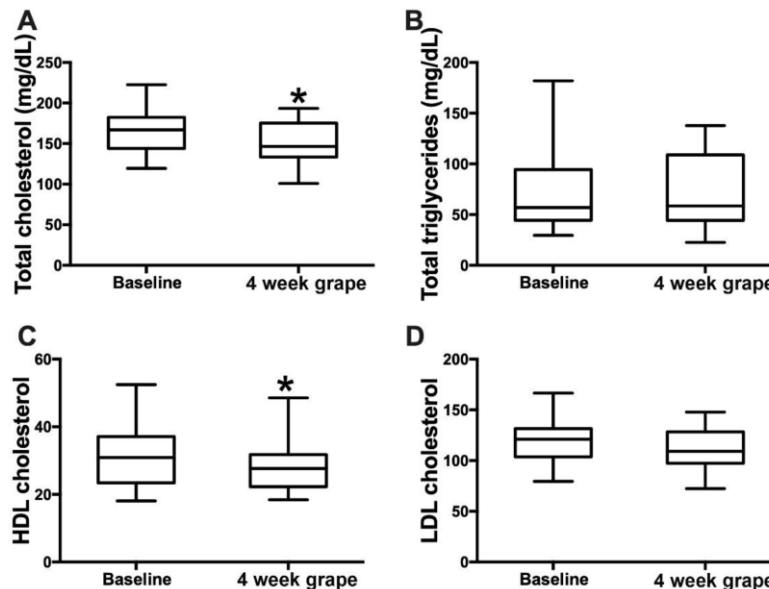 A
Total cholesterol (mg/dL)
250
200
150
100
50
0
*
Baseline
4 week grape
B
Total triglycerides (mg/dL)
200
150
100
50
0
Baseline
4 week grape
C
HDL cholesterol
60
40
20
0
*
Baseline
4 week grape
D
LDL cholesterol
200
150
100
50
0
Baseline
4 week grape